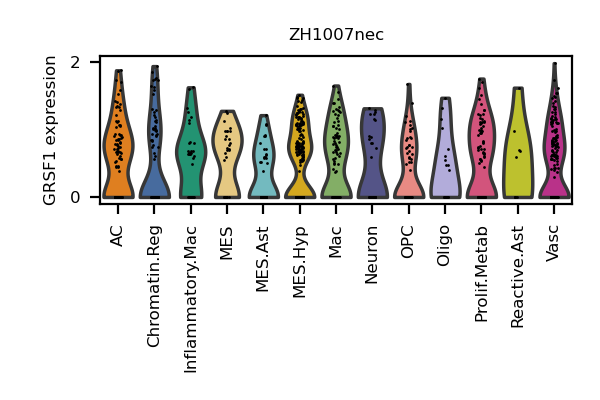 ZH1007nec
GRSF1 expression
2
0
AC
Chromatin.Reg
Inflammatory.Mac
MES
MES.Ast
MES.Hyp
Mac
Neuron
OPC
Oligo
Prolif.Metab
Reactive.Ast
Vasc